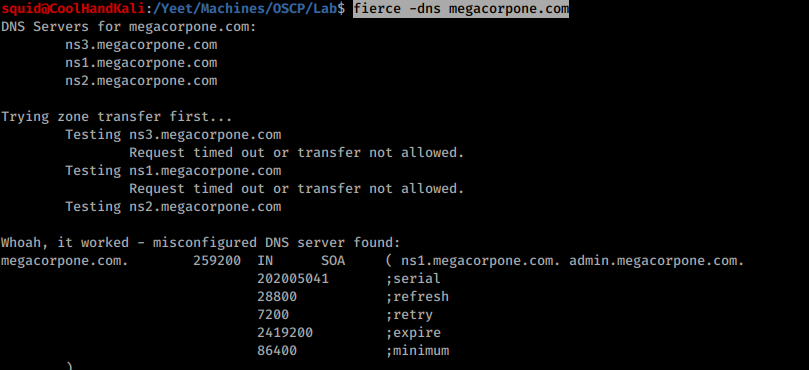 squid@CoolHandKali:/Yeet/Machines/OSCP/Lab$ fierce -dns megacorpone.com
DNS Servers for megacorpone.com:
        ns3.megacorpone.com
        ns1.megacorpone.com
        ns2.megacorpone.com

Trying zone transfer first...
        Testing ns3.megacorpone.com
                Request timed out or transfer not allowed.
        Testing ns1.megacorpone.com
                Request timed out or transfer not allowed.
        Testing ns2.megacorpone.com

Whoah, it worked - misconfigured DNS server found:
megacorpone.com.        259200  IN      SOA     ( ns1.megacorpone.com. admin.megacorpone.com.
                                202005041       ;serial
                                28800           ;refresh
                                7200            ;retry
                                2419200         ;expire
                                86400           ;minimum
        )